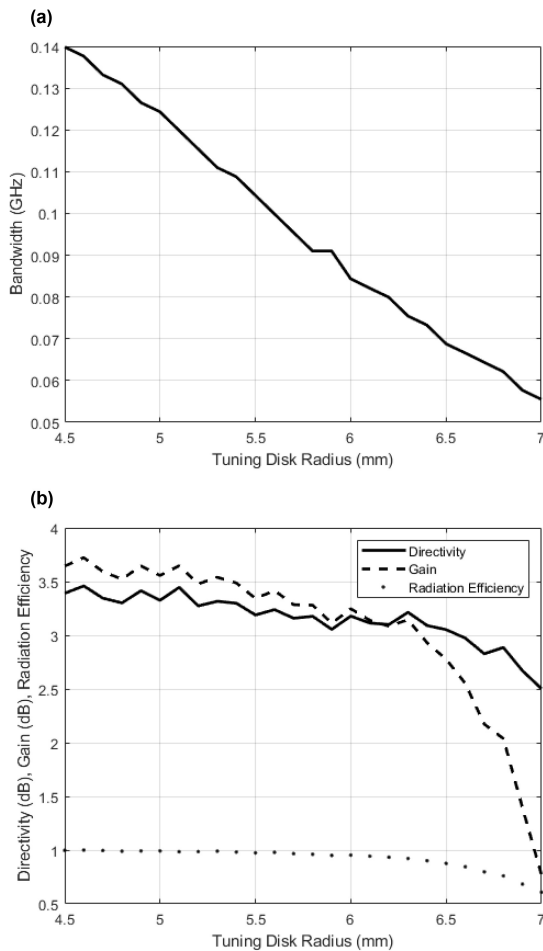 (a)
0.14
0.13
0.12
0.11
0.1
0.09
0.08
0.07
0.06
0.05
Bandwidth (GHz)
4.5 5 5.5 6 6.5 7
Tuning Disk Radius (mm)
(b)
4
3.5
3
2.5
2
1.5
1
0.5
Directivity (dB), Gain (dB), Radiation Efficiency
Directivity
Gain
Radiation Efficiency
4.5 5 5.5 6 6.5 7
Tuning Disk Radius (mm)